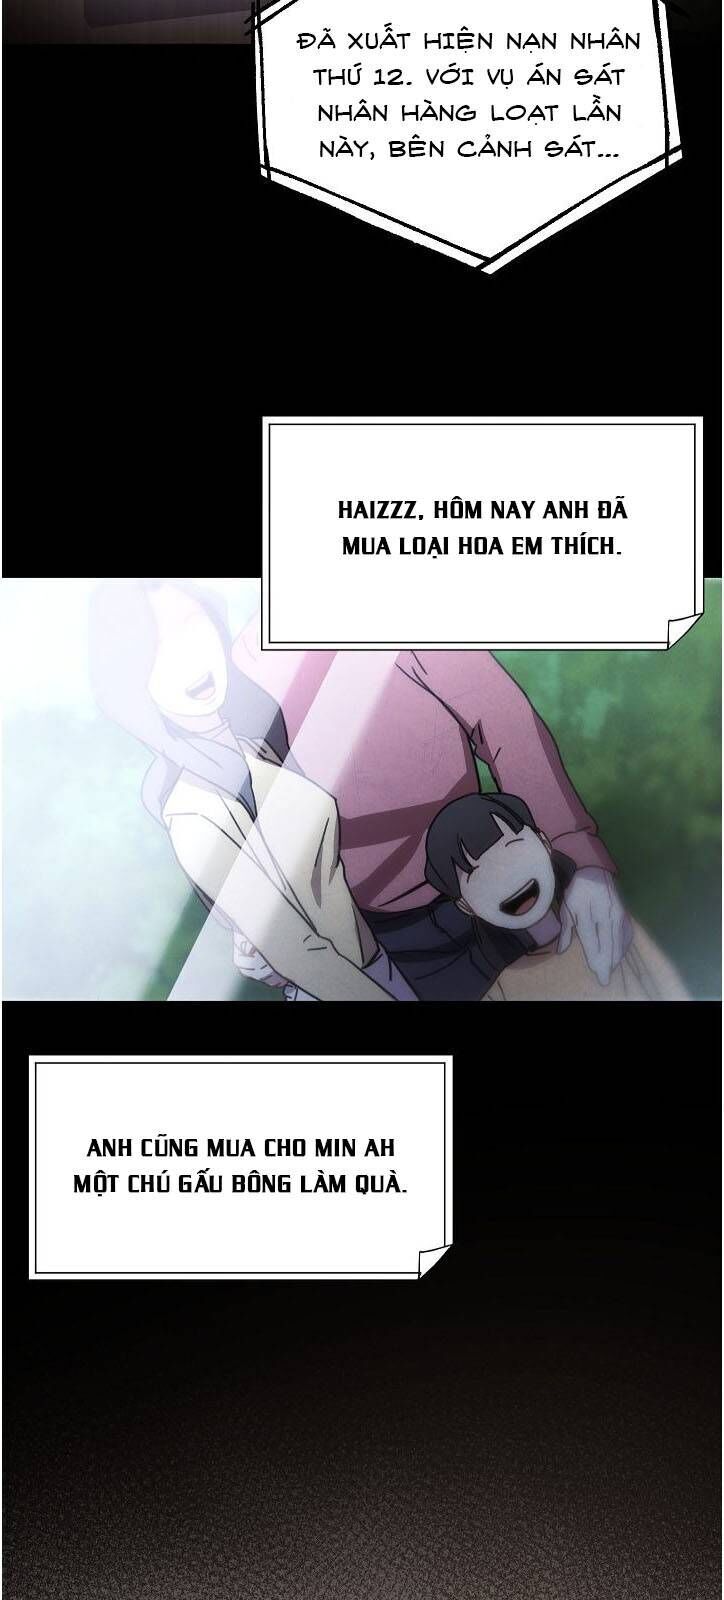 ĐÃ XUẤT HIỆN NẠN NHÂN
THỨ 12. VỚI VỤ ÁN SÁT
NHÂN HÀNG LOẠT LẦN
NÀY, BÊN CẢNH SÁT...
HAIZZZ, HÔM NAY ANH ĐÃ
MUA LOẠI HOA EM THÍCH.
ANH CŨNG MUA CHO MIN AH
MỘT CHÚ GẤU BÔNG LÀM QUÀ.